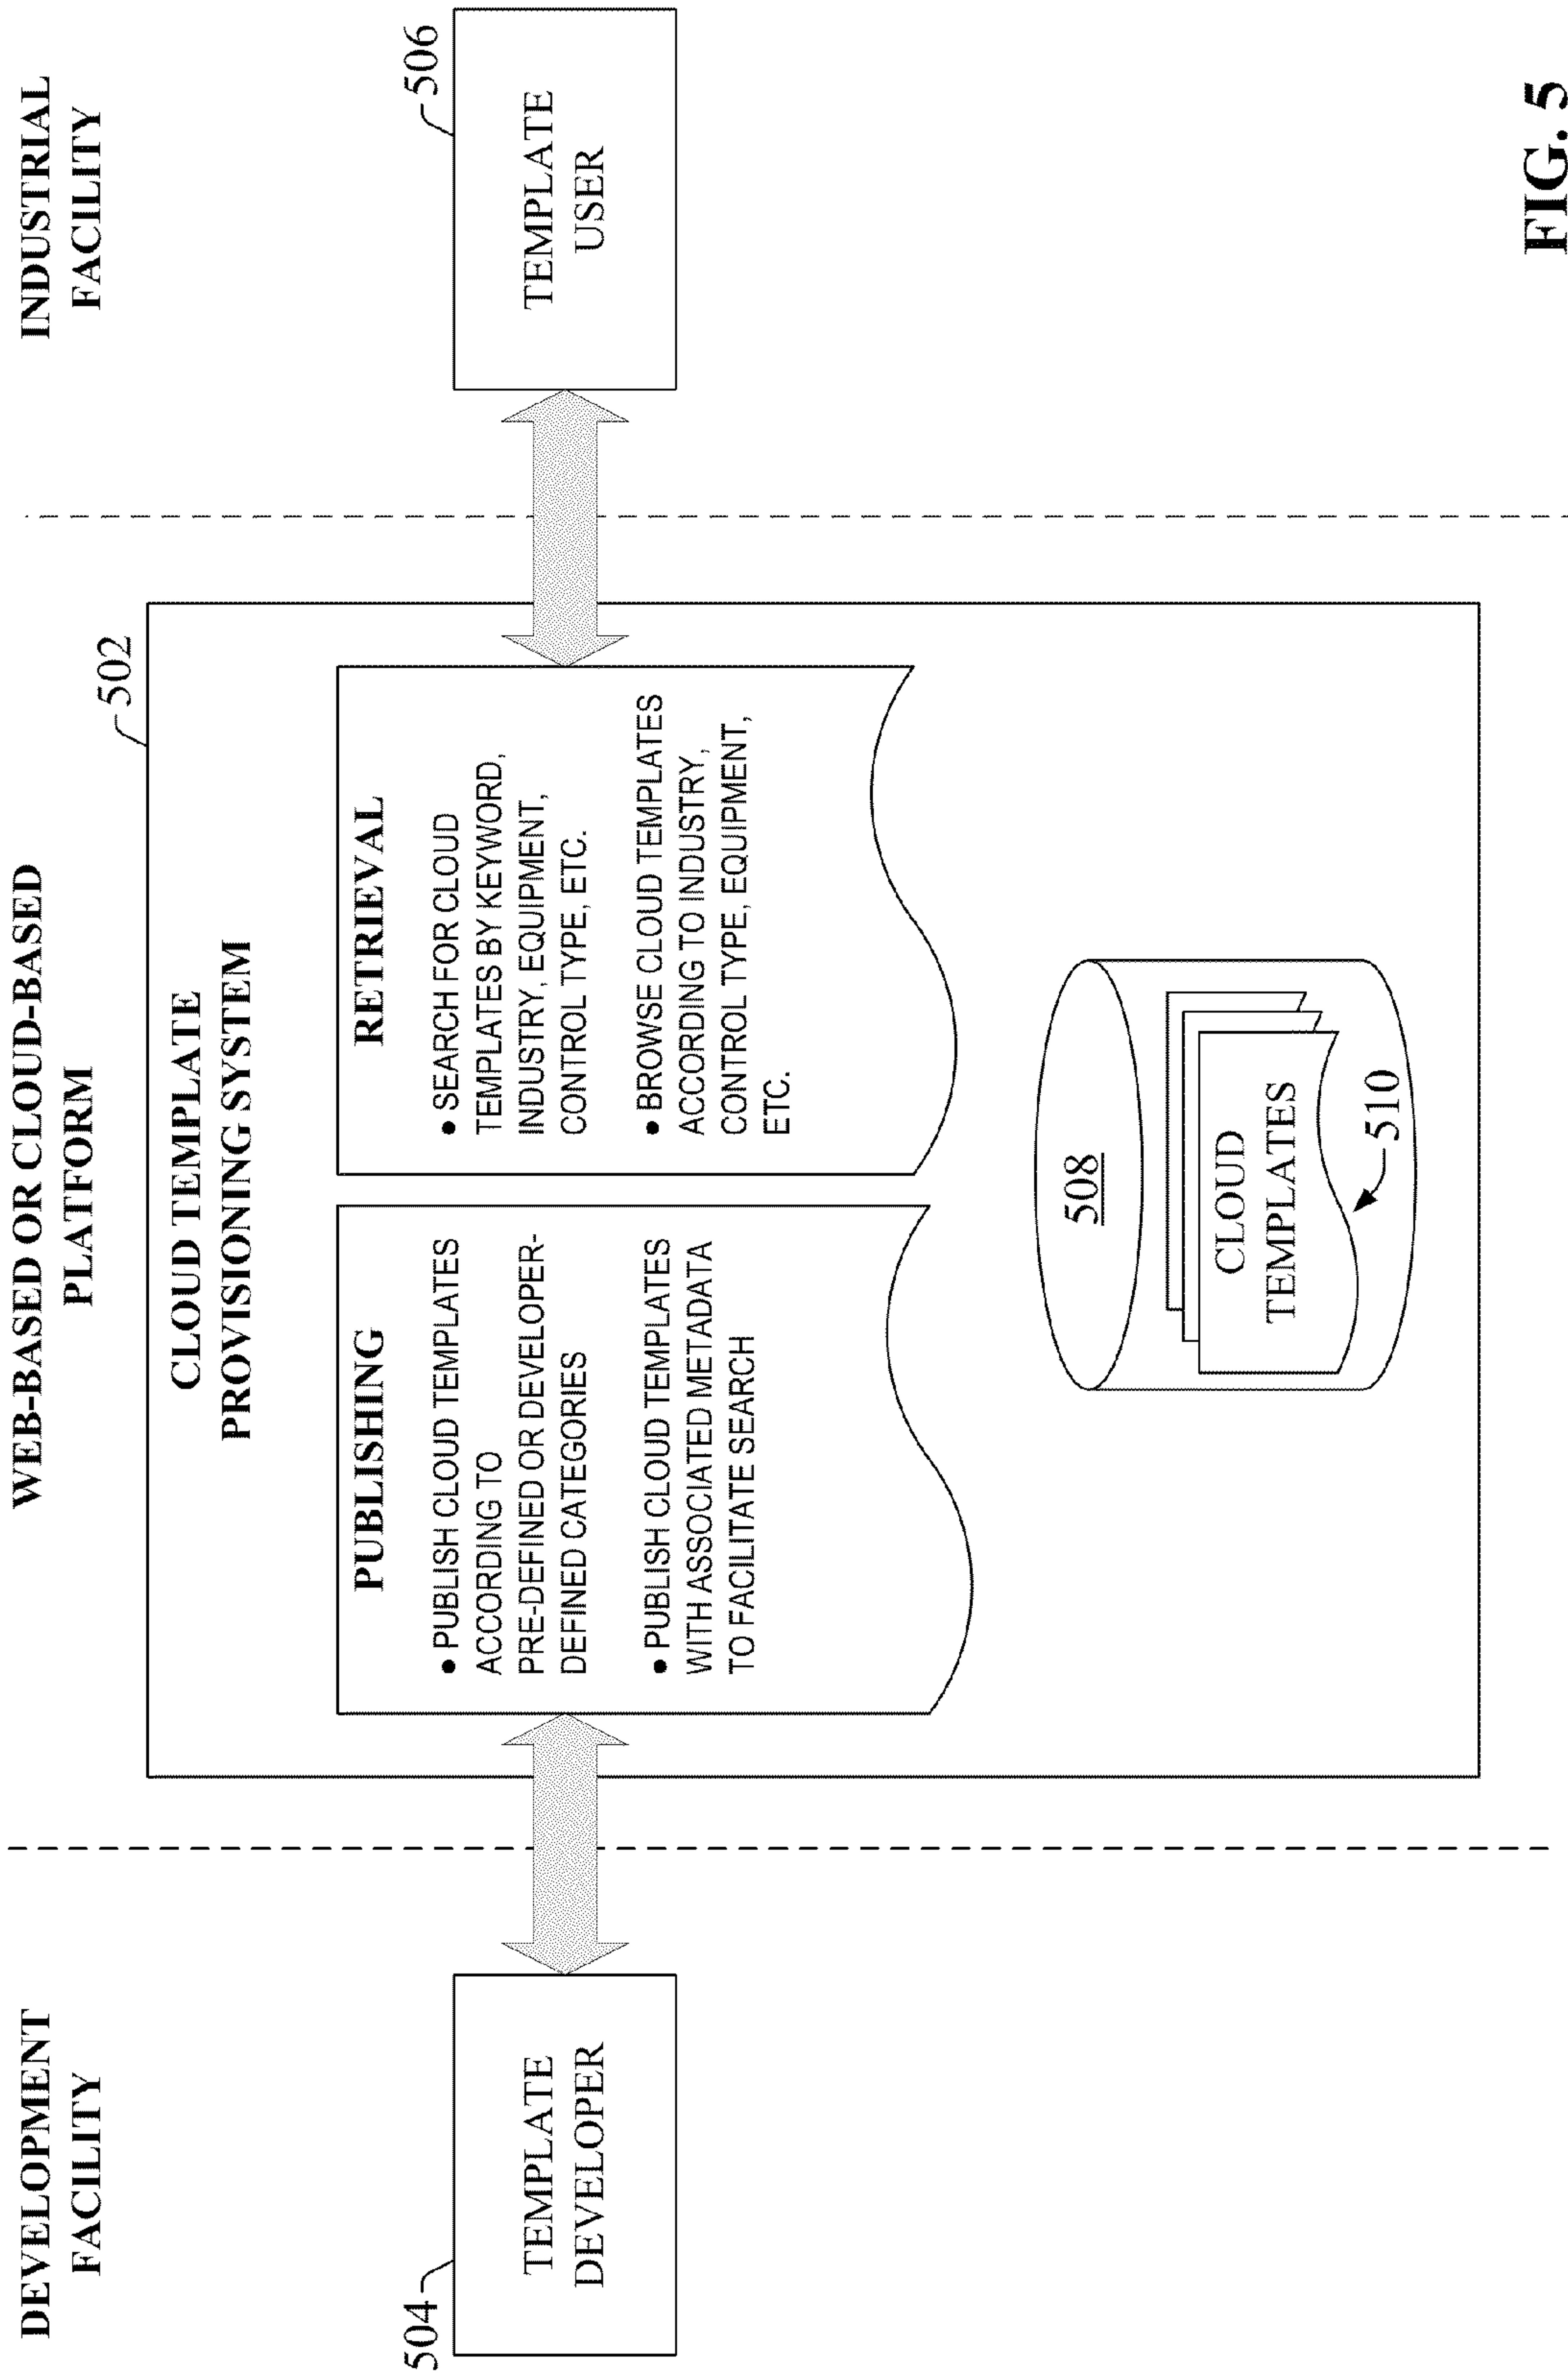 DEVELOPMENT
FACILITY
WEB-BASED OR CLOUD-BASED
PLATFORM
INDUSTRIAL
FACILITY
502
CLOUD TEMPLATE
PROVISIONING SYSTEM
504
TEMPLATE
DEVELOPER
PUBLISHING
• PUBLISH CLOUD TEMPLATES
ACCORDING TO
PRE-DEFINED OR DEVELOPER-
DEFINED CATEGORIES
• PUBLISH CLOUD TEMPLATES
WITH ASSOCIATED METADATA
TO FACILITATE SEARCH
RETRIEVAL
• SEARCH FOR CLOUD
TEMPLATES BY KEYWORD,
INDUSTRY, EQUIPMENT,
CONTROL TYPE, ETC.
• BROWSE CLOUD TEMPLATES
ACCORDING TO INDUSTRY,
CONTROL TYPE, EQUIPMENT,
ETC.
506
TEMPLATE
USER
508
CLOUD
TEMPLATES
510
FIG. 5